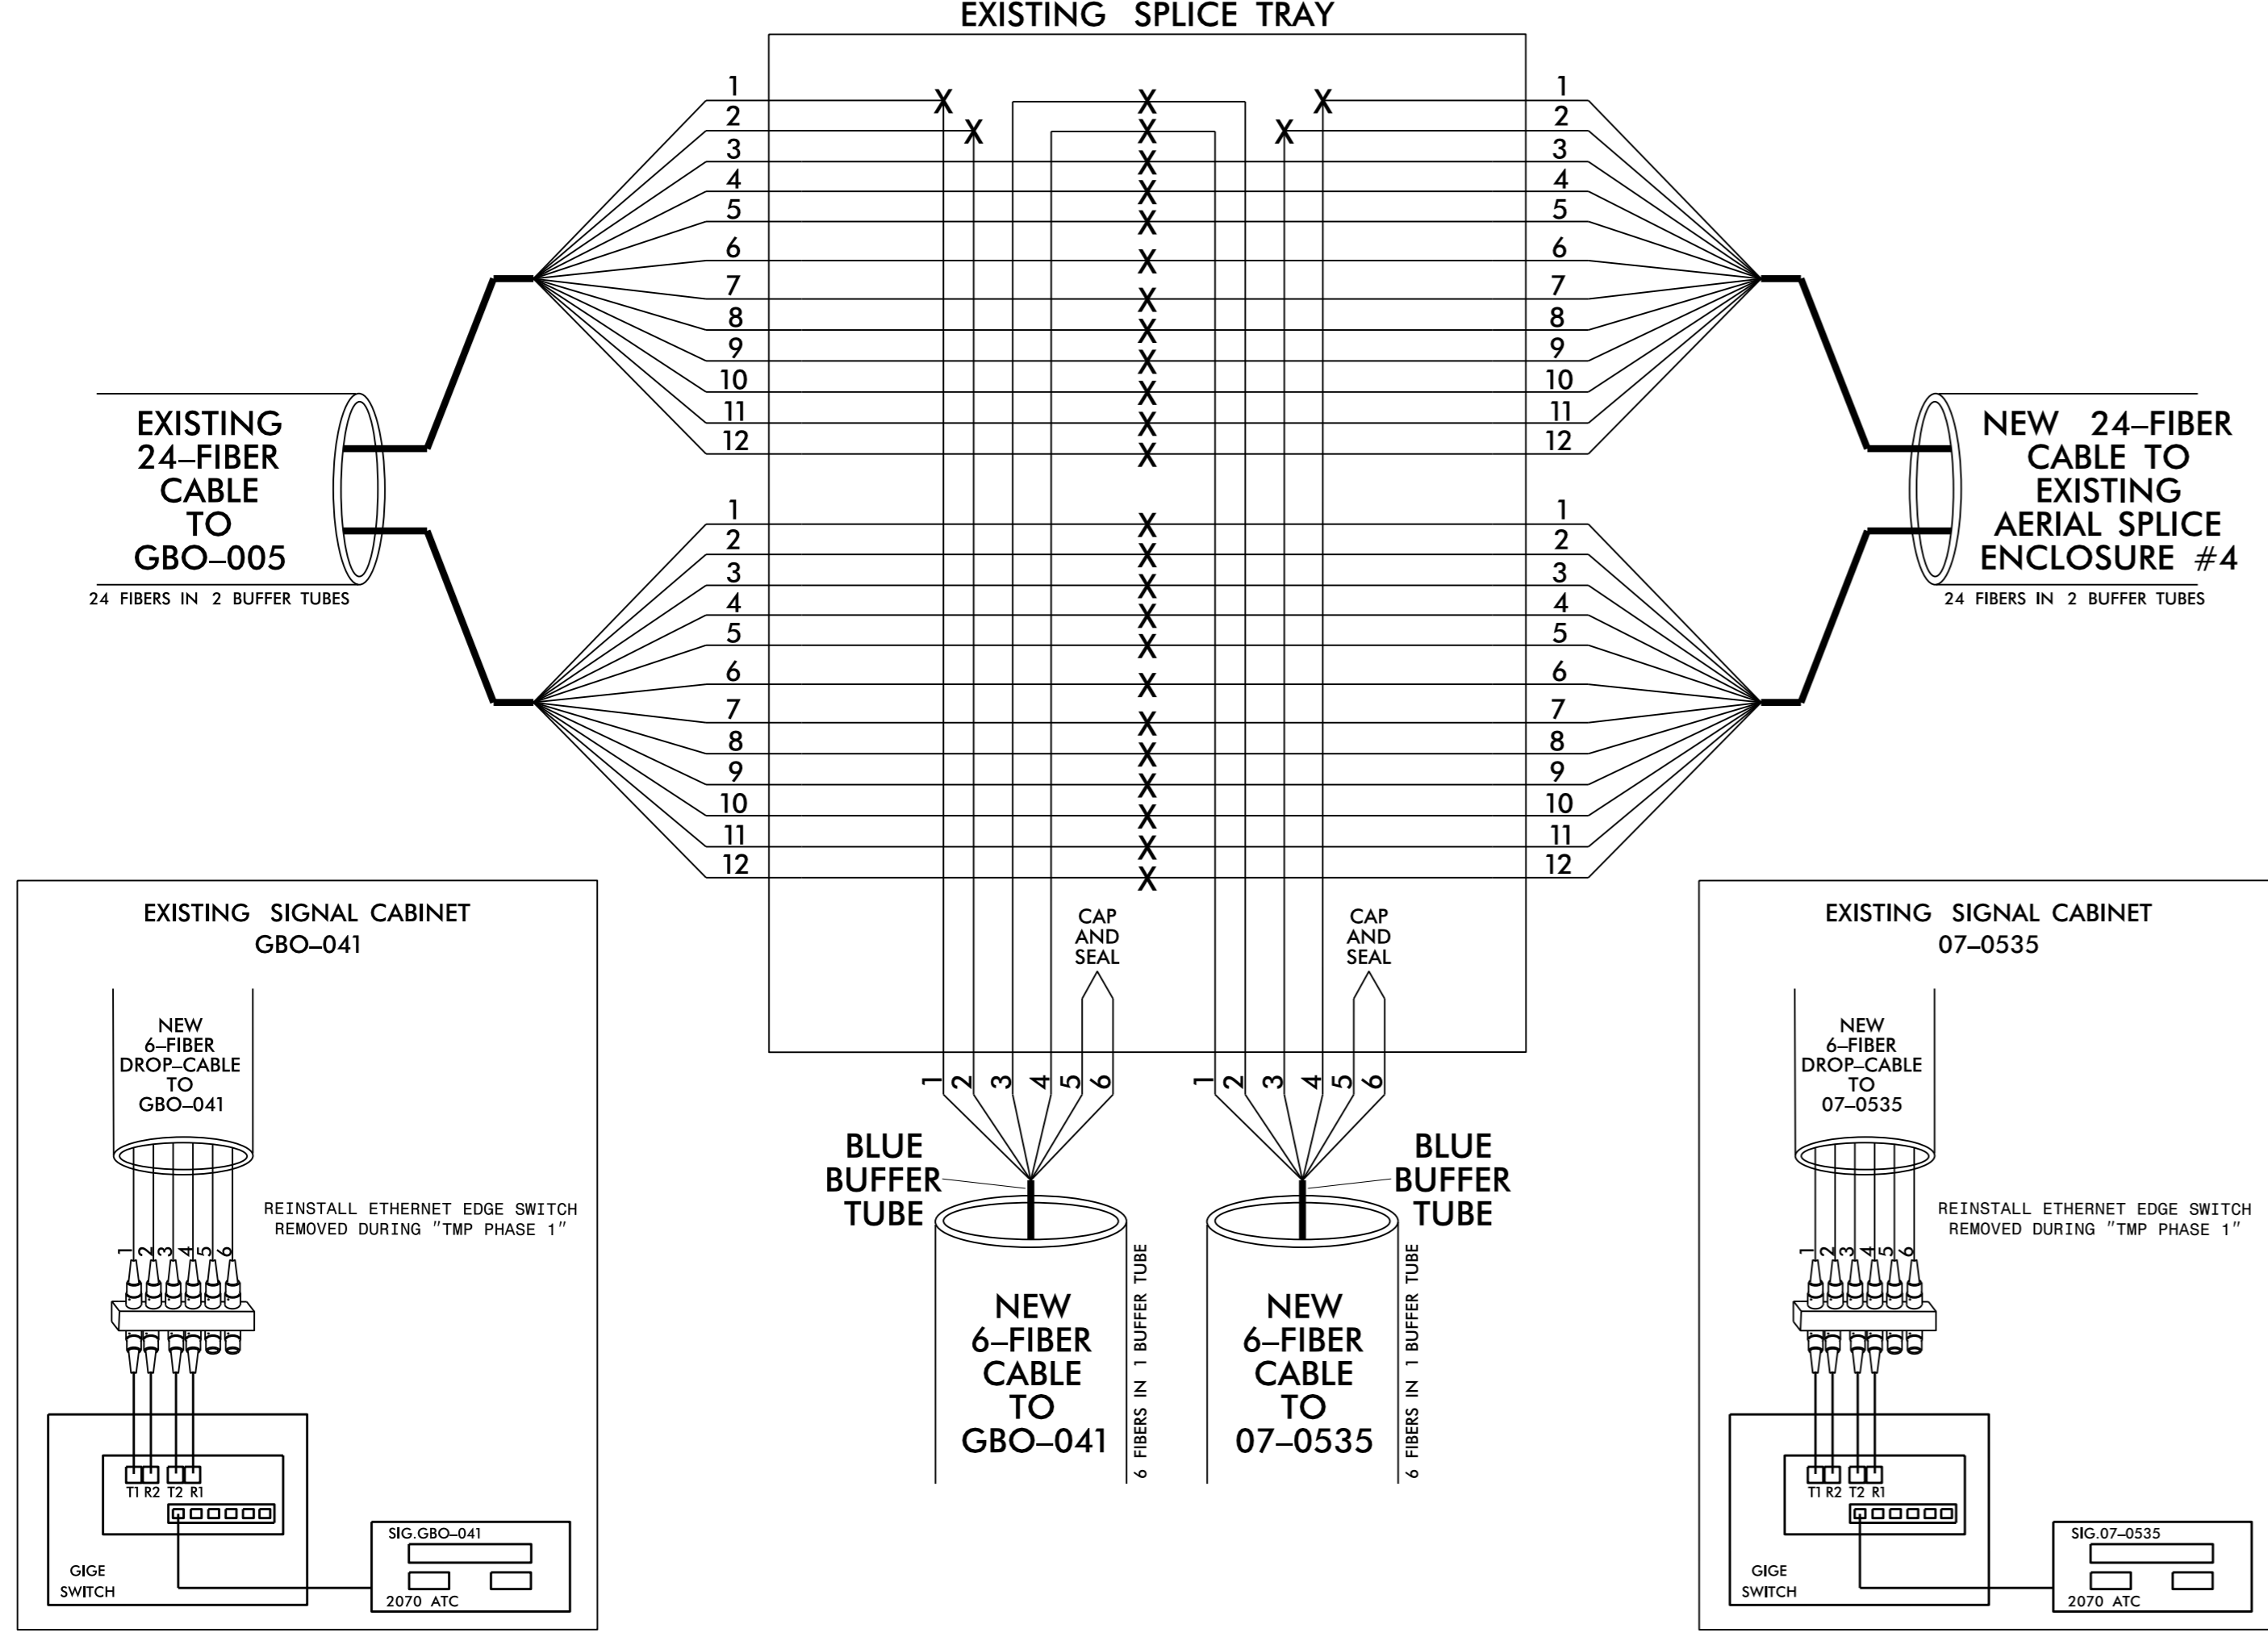 EXISTING SPLICE TRAY
1 1
2 2
3 3
4 4
5 5
6 6
7 7
8 8
9 9
10 10
11 11
12 12
EXISTING
24–FIBER
CABLE
TO
GBO–005
24 FIBERS IN 2 BUFFER TUBES
NEW 24–FIBER
CABLE TO
EXISTING
AERIAL SPLICE
ENCLOSURE #4
24 FIBERS IN 2 BUFFER TUBES
1 1
2 2
3 3
4 4
5 5
6 6
7 7
8 8
9 9
10 10
11 11
12 12
CAP
AND
SEAL
CAP
AND
SEAL
1 2 3 4 5 6
1 2 3 4 5 6
BLUE
BUFFER
TUBE
BLUE
BUFFER
TUBE
NEW
6–FIBER
CABLE
TO
GBO–041
6 FIBERS IN 1 BUFFER TUBE
NEW
6–FIBER
CABLE
TO
07–0535
6 FIBERS IN 1 BUFFER TUBE
EXISTING SIGNAL CABINET
GBO–041
NEW
6–FIBER
DROP–CABLE
TO
GBO–041
REINSTALL ETHERNET EDGE SWITCH
REMOVED DURING "TMP PHASE 1"
1 2 3 4 5 6
T1 R2 T2 R1
GIGE
SWITCH
SIG.GBO–041
2070 ATC
EXISTING SIGNAL CABINET
07–0535
NEW
6–FIBER
DROP–CABLE
TO
07–0535
REINSTALL ETHERNET EDGE SWITCH
REMOVED DURING "TMP PHASE 1"
1 2 3 4 5 6
T1 R2 T2 R1
GIGE
SWITCH
SIG.07–0535
2070 ATC